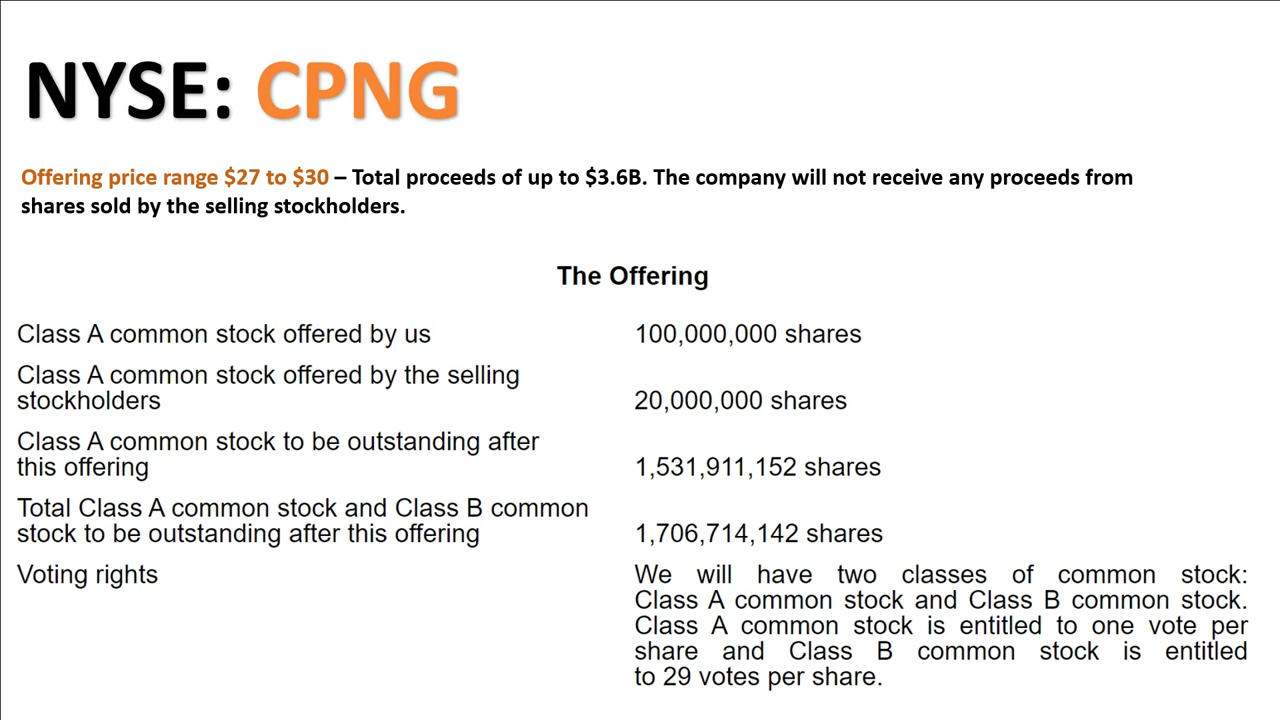 NYSE: CPNG
Offering price range $27 to $30 – Total proceeds of up to $3.6B. The company will not receive any proceeds from
shares sold by the selling stockholders.
The Offering
Class A common stock offered by us 100,000,000 shares
Class A common stock offered by the selling
stockholders 20,000,000 shares
Class A common stock to be outstanding after
this offering 1,531,911,152 shares
Total Class A common stock and Class B common
stock to be outstanding after this offering 1,706,714,142 shares
Voting rights We will have two classes of common stock:
Class A common stock and Class B common stock.
Class A common stock is entitled to one vote per
share and Class B common stock is entitled
to 29 votes per share.